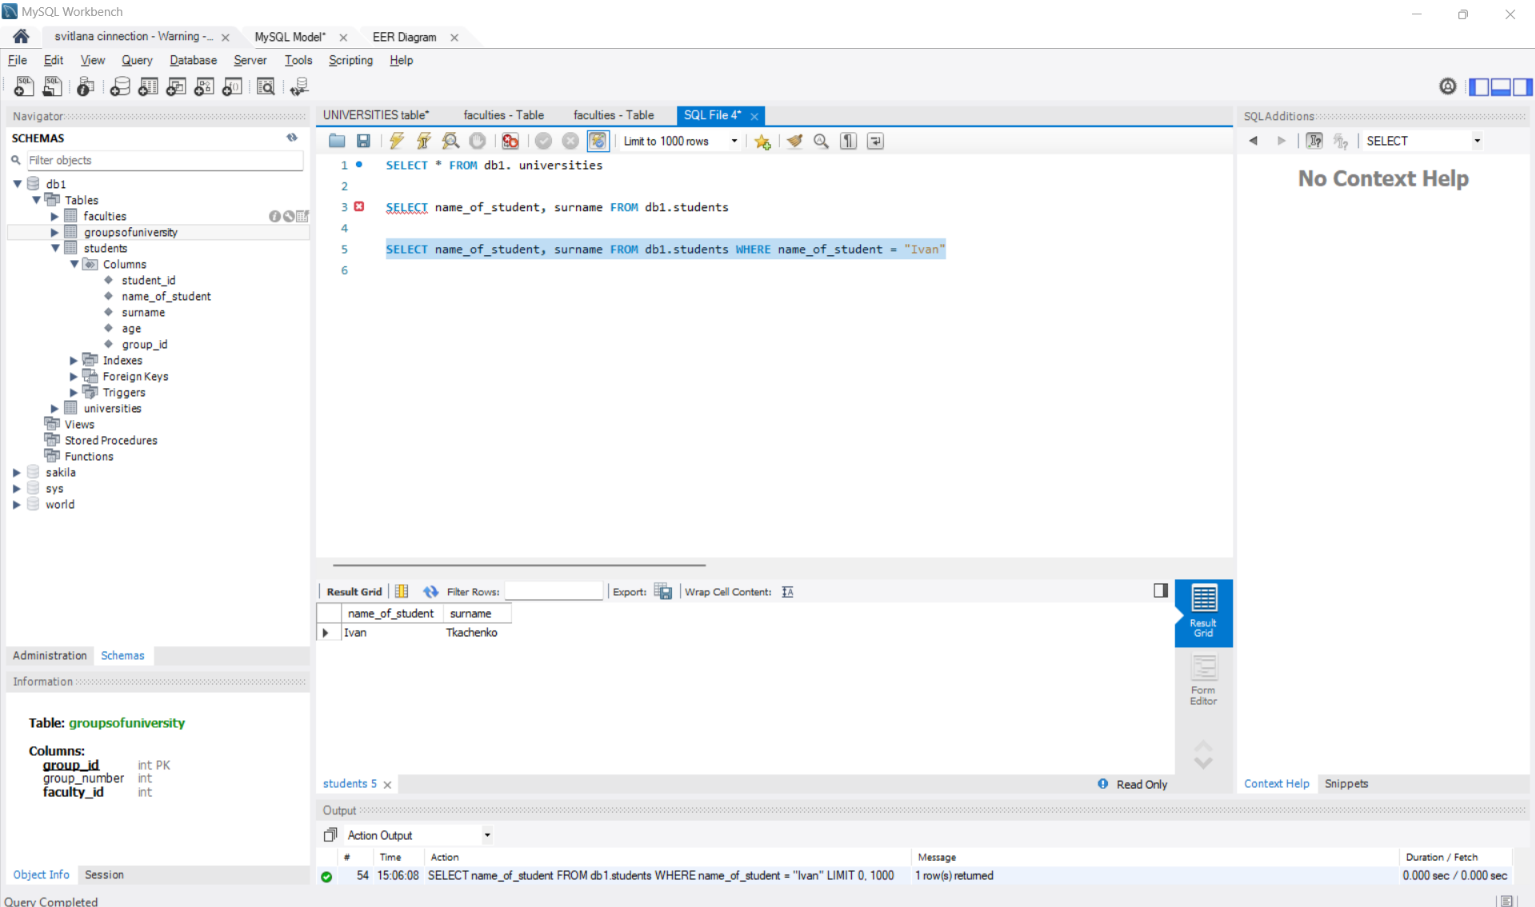 MySQL Workbench
svitlana cinnection - Warning -... MySQL Model* EER Diagram
File Edit View Query Database Server Tools Scripting Help
Navigator
SCHEMAS
Filter objects
db1
Tables
faculties
groupsofuniversity
students
Columns
student_id
name_of_student
surname
age
group_id
Indexes
Foreign Keys
Triggers
universities
Views
Stored Procedures
Functions
sakila
sys
world
Administration Schemas
Information
Table: groupsofuniversity
Columns:
group_id int PK
group_number int
faculty_id int
Object Info Session
Query Completed
UNIVERSITIES table* faculties - Table faculties - Table SQL File 4*
Limit to 1000 rows
1 SELECT * FROM db1. universities
2
3 SELECT name_of_student, surname FROM db1.students
4
5 SELECT name_of_student, surname FROM db1.students WHERE name_of_student = "Ivan"
6
Result Grid Filter Rows: Export: Wrap Cell Content:
name_of_student surname
Ivan Tkachenko
Result
Grid
Form
Editor
students 5 Read Only
Output
Action Output
# Time Action Message Duration / Fetch
54 15:06:08 SELECT name_of_student FROM db1.students WHERE name_of_student = "Ivan" LIMIT 0, 1000 1 row(s) returned 0.000 sec / 0.000 sec
SQLAdditions
SELECT
No Context Help
Context Help Snippets